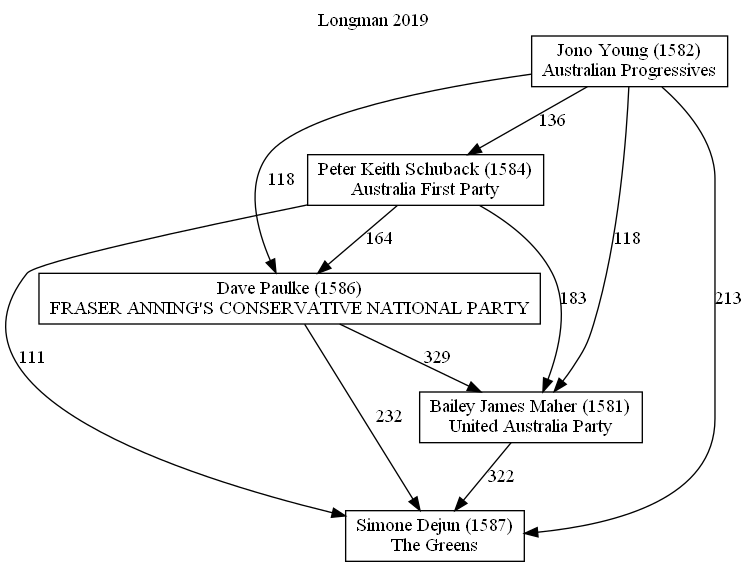 Longman 2019
Jono Young (1582)
Australian Progressives
136
Peter Keith Schuback (1584)
Australia First Party
118
164
118
Dave Paulke (1586)
FRASER ANNING'S CONSERVATIVE NATIONAL PARTY
183
213
111
329
Bailey James Maher (1581)
United Australia Party
232
322
Simone Dejun (1587)
The Greens